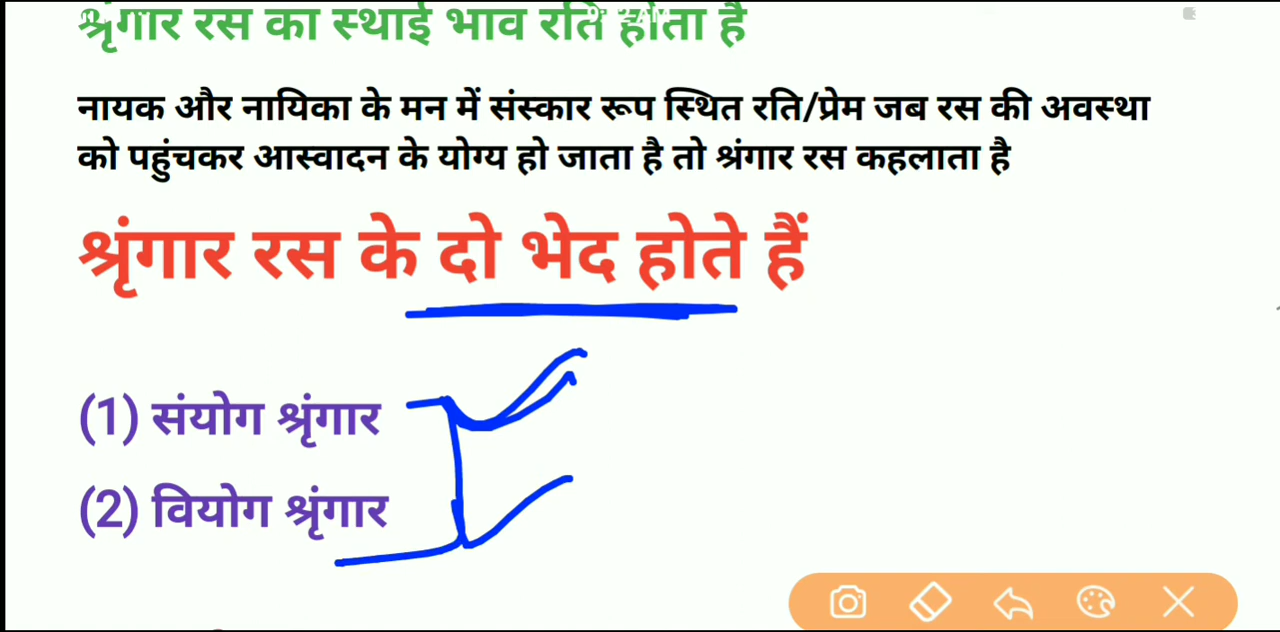 श्रृंगार रस का स्थाई भाव रति होता है
नायक और नायिका के मन में संस्कार रूप स्थित रति/प्रेम जब रस की अवस्था
को पहुंचकर आस्वादन के योग्य हो जाता है तो श्रंगार रस कहलाता है
श्रृंगार रस के दो भेद होते हैं
(1) संयोग श्रृंगार
(2) वियोग श्रृंगार